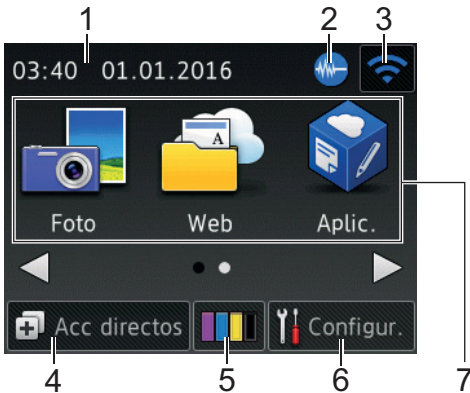 1 2 3
03:40 01.01.2016
A
Foto Web Aplic.
7
Acc directos Configur.
4 5 6